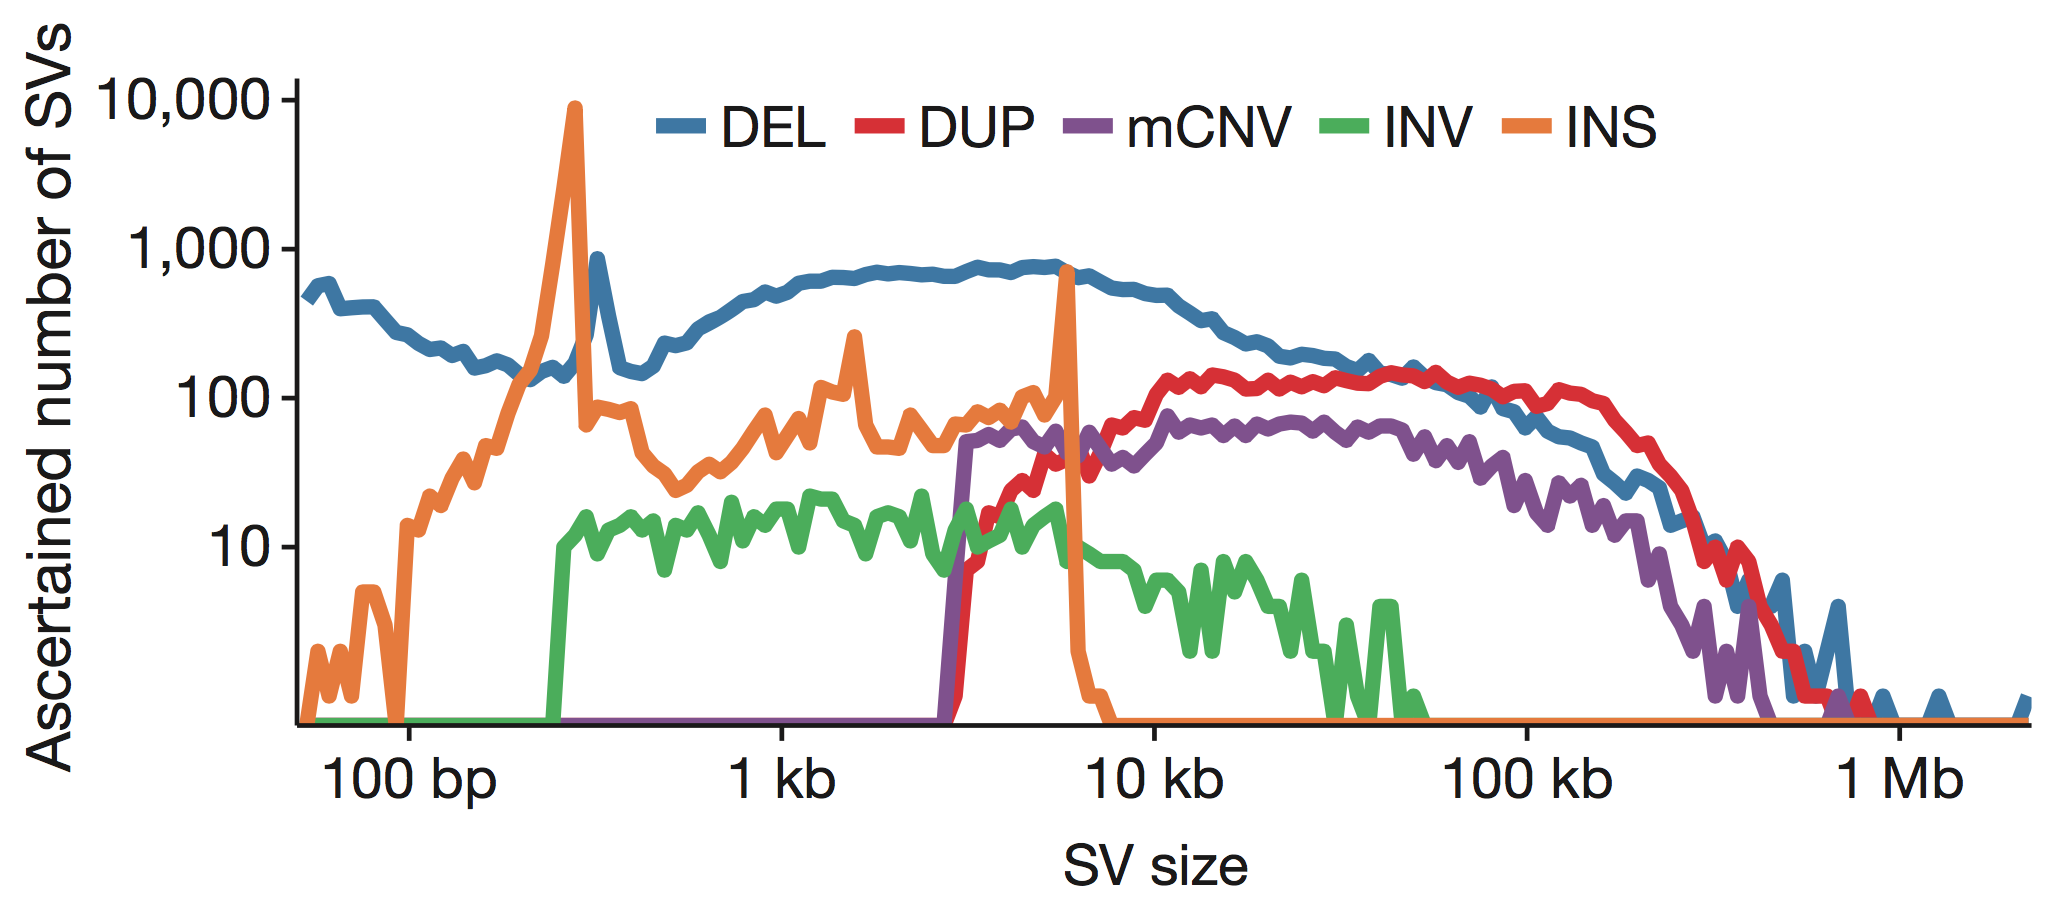 Ascertained number of SVs
10,000
1,000
100
10
DEL DUP mCNV INV INS
100 bp 1 kb 10 kb 100 kb 1 Mb
SV size